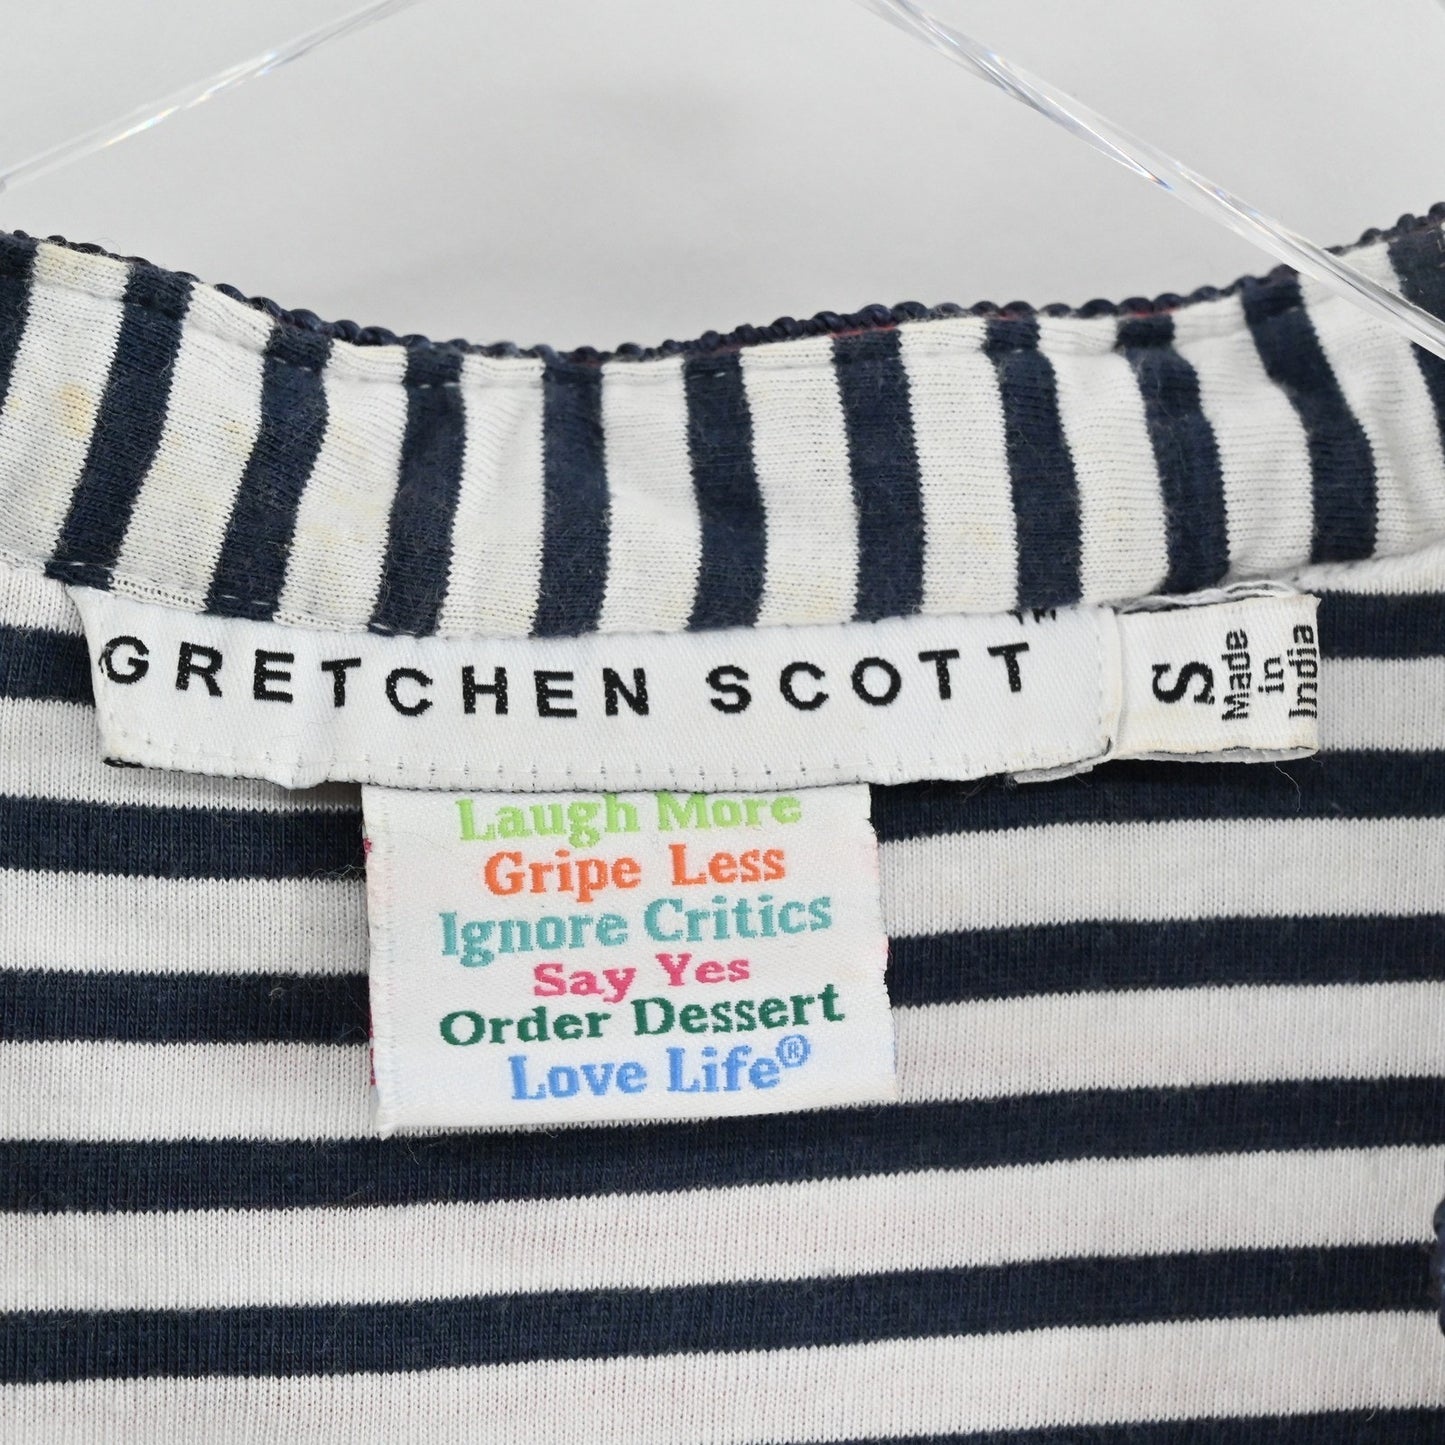 GRETCHEN SCOTT™
S
Made
in
India
Laugh More
Gripe Less
Ignore Critics
Say Yes
Order Dessert
Love Life®